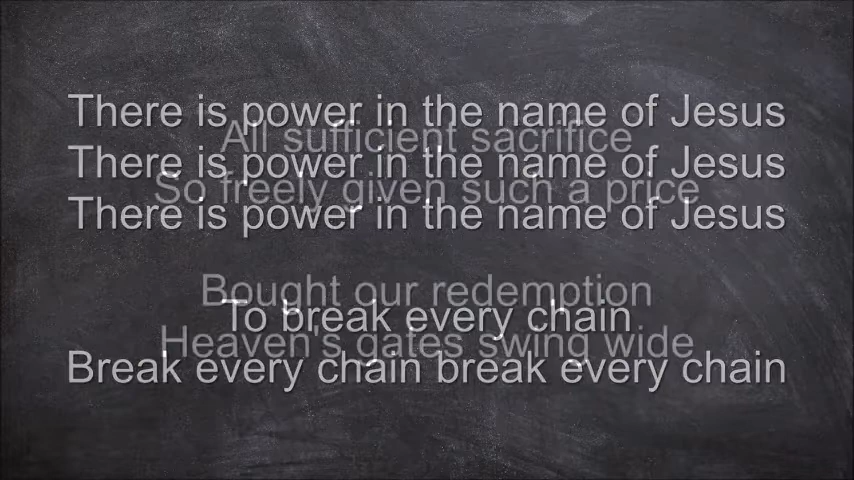 There is power in the name of Jesus
All sufficient sacrifice
There is power in the name of Jesus
So freely given such a price
There is power in the name of Jesus
Bought our redemption
To break every chain
Heaven's gates swing wide
Break every chain break every chain